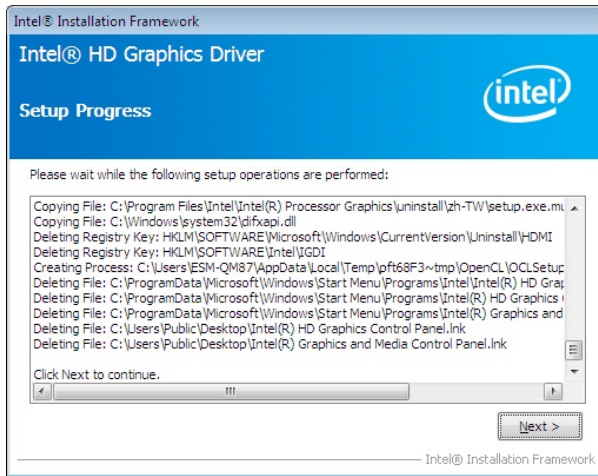 Intel® Installation Framework
Intel® HD Graphics Driver
intel
Setup Progress
Please wait while the following setup operations are performed:
Copying File: C:\Program Files\Intel\Intel(R) Processor Graphics\uninstall\zh-TW\setup.exe.mu
Copying File: C:\Windows\system32\difxapi.dll
Deleting Registry Key: HKLM\SOFTWARE\Microsoft\Windows\CurrentVersion\Uninstall\HDMI
Deleting Registry Key: HKLM\SOFTWARE\Intel\IGDI
Creating Process: C:\Users\ESM-QM87\AppData\Local\Temp\pft68F3~tmp\OpenCL\OCLSetup
Deleting File: C:\ProgramData\Microsoft\Windows\Start Menu\Programs\Intel\Intel(R) HD Grap
Deleting File: C:\ProgramData\Microsoft\Windows\Start Menu\Programs\Intel(R) HD Graphics
Deleting File: C:\ProgramData\Microsoft\Windows\Start Menu\Programs\Intel(R) Graphics and
Deleting File: C:\Users\Public\Desktop\Intel(R) HD Graphics Control Panel.lnk
Deleting File: C:\Users\Public\Desktop\Intel(R) Graphics and Media Control Panel.lnk
Click Next to continue.
Next >
Intel® Installation Framework